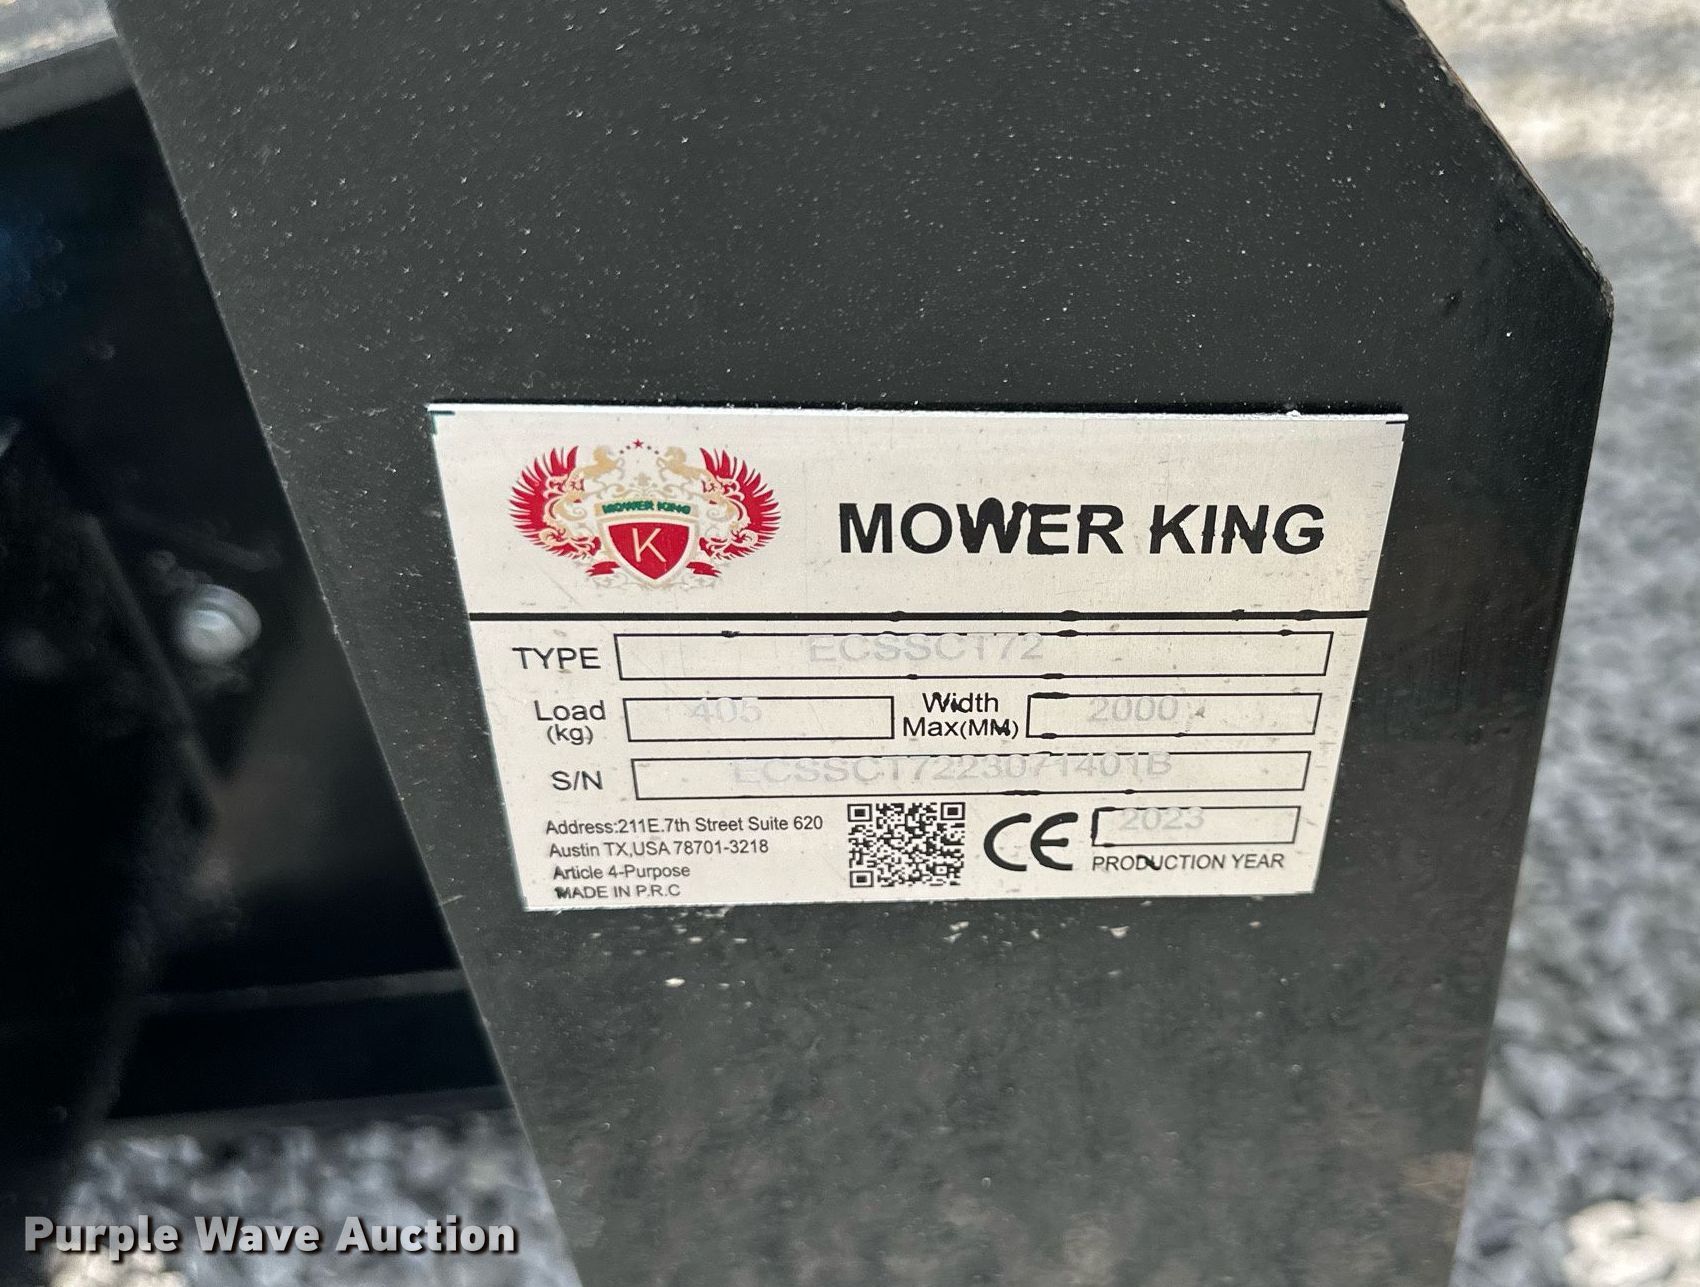 MOWER KING
K
MOWER KING
TYPE ECSSCT72
Load (kg) 405 Width Max(MM) 2000
S/N ECSSCT7223071401B
Address:211E.7th Street Suite 620
Austin TX,USA 78701-3218
Article 4-Purpose
MADE IN P.R.C
CE
2023
PRODUCTION YEAR
Purple Wave Auction